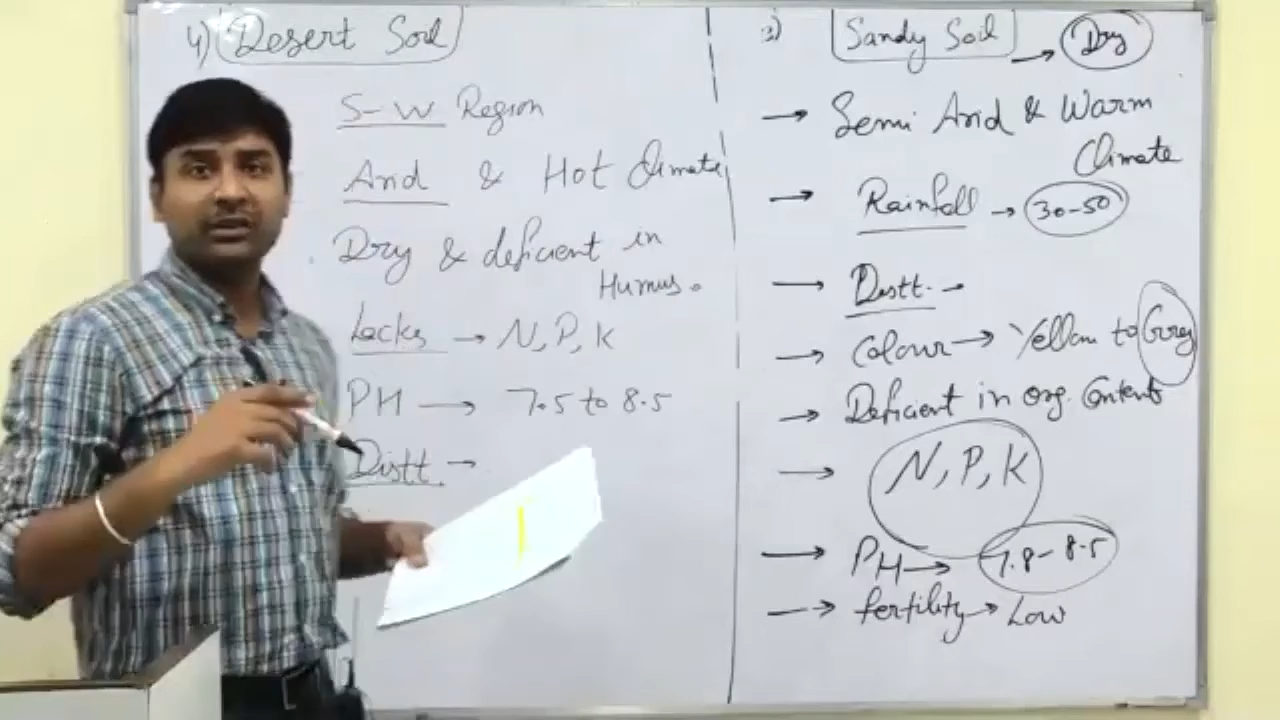 4) Desert Soil
S-W Region
Arid & Hot Climate
Dry & deficient in
Humus.
Lacks → N, P, K
PH → 7.5 to 8.5
Distt. →
3) Sandy Soil → Dry
→ Semi Arid & Warm
Climate
→ Rainfall → 30-50
→ Distt. →
→ Colour → Yellow to Grey
→ Deficient in org. Content
→ N, P, K
→ PH → 7.8-8.5
→ fertility → Low